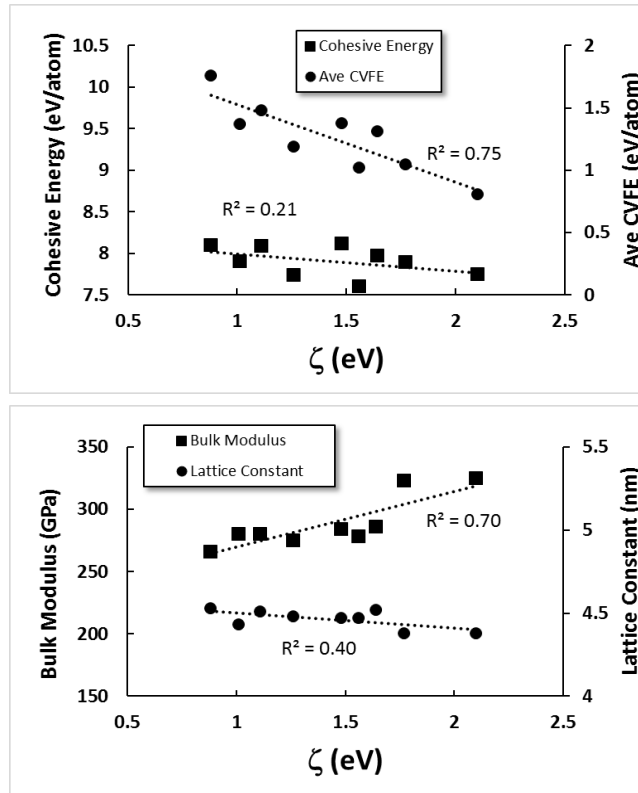 10.5
10
9.5
9
8.5
8
7.5
Cohesive Energy (eV/atom)
Cohesive Energy
Ave CVFE
R² = 0.75
R² = 0.21
2
1.5
1
0.5
0
Ave CVFE (eV/atom)
0.5 1 1.5 2 2.5
ζ (eV)
350
300
250
200
150
Bulk Modulus (GPa)
Bulk Modulus
Lattice Constant
R² = 0.70
R² = 0.40
5.5
5
4.5
4
Lattice Constant (nm)
0.5 1 1.5 2 2.5
ζ (eV)